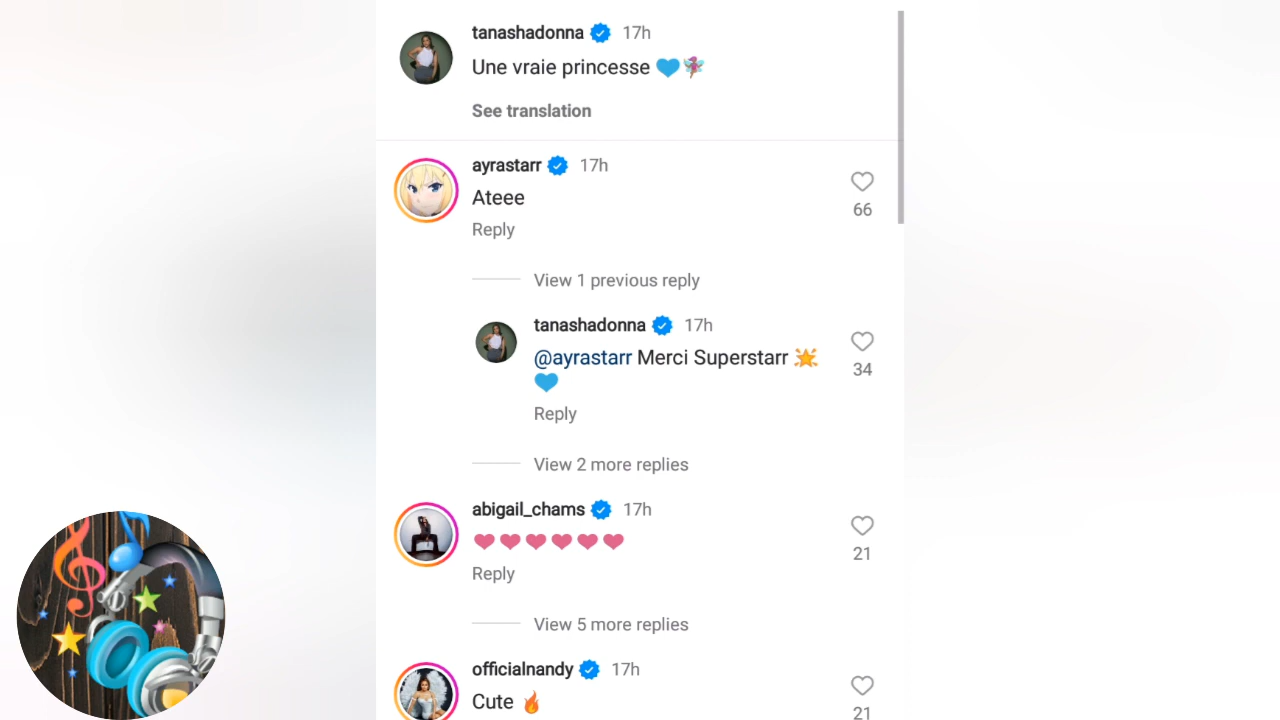 tanashadonna 17h
Une vraie princesse 💙🧚
See translation
ayrastarr 17h
Ateee
66
Reply
View 1 previous reply
tanashadonna 17h
@ayrastarr Merci Superstarr 🌟
💙
34
Reply
View 2 more replies
abigail_chams 17h
❤❤❤❤❤❤
21
Reply
View 5 more replies
officialnandy 17h
Cute 🔥
21